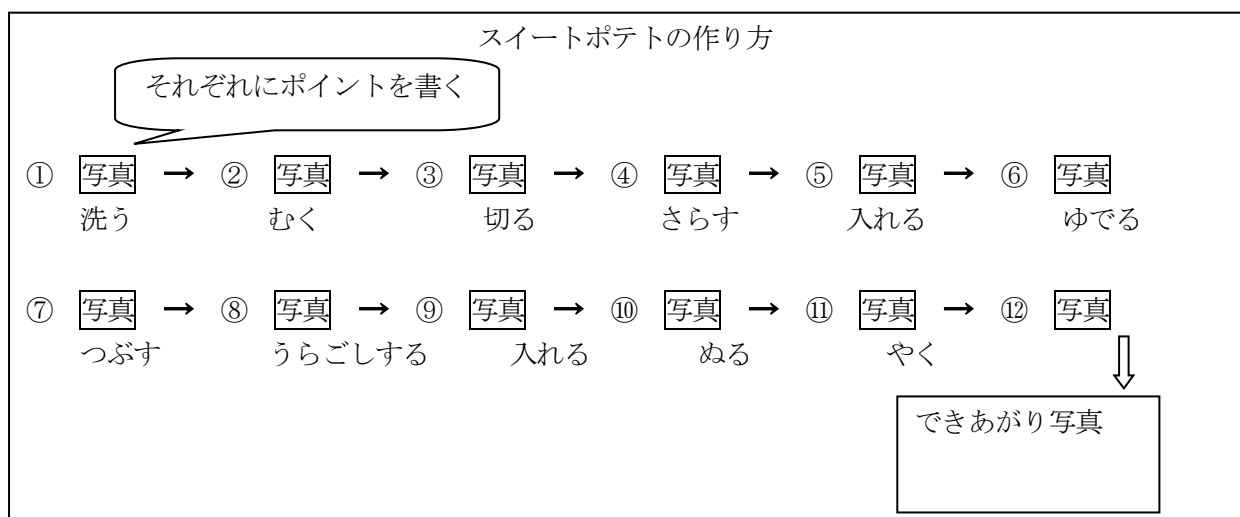 スイートポテトの作り方
それぞれにポイントを書く
① 写真 → ② 写真 → ③ 写真 → ④ 写真 → ⑤ 写真 → ⑥ 写真
洗う むく 切る さらす 入れる ゆでる
⑦ 写真 → ⑧ 写真 → ⑨ 写真 → ⑩ 写真 → ⑪ 写真 → ⑫ 写真
つぶす うらごしする 入れる ぬる やく
できあがり写真